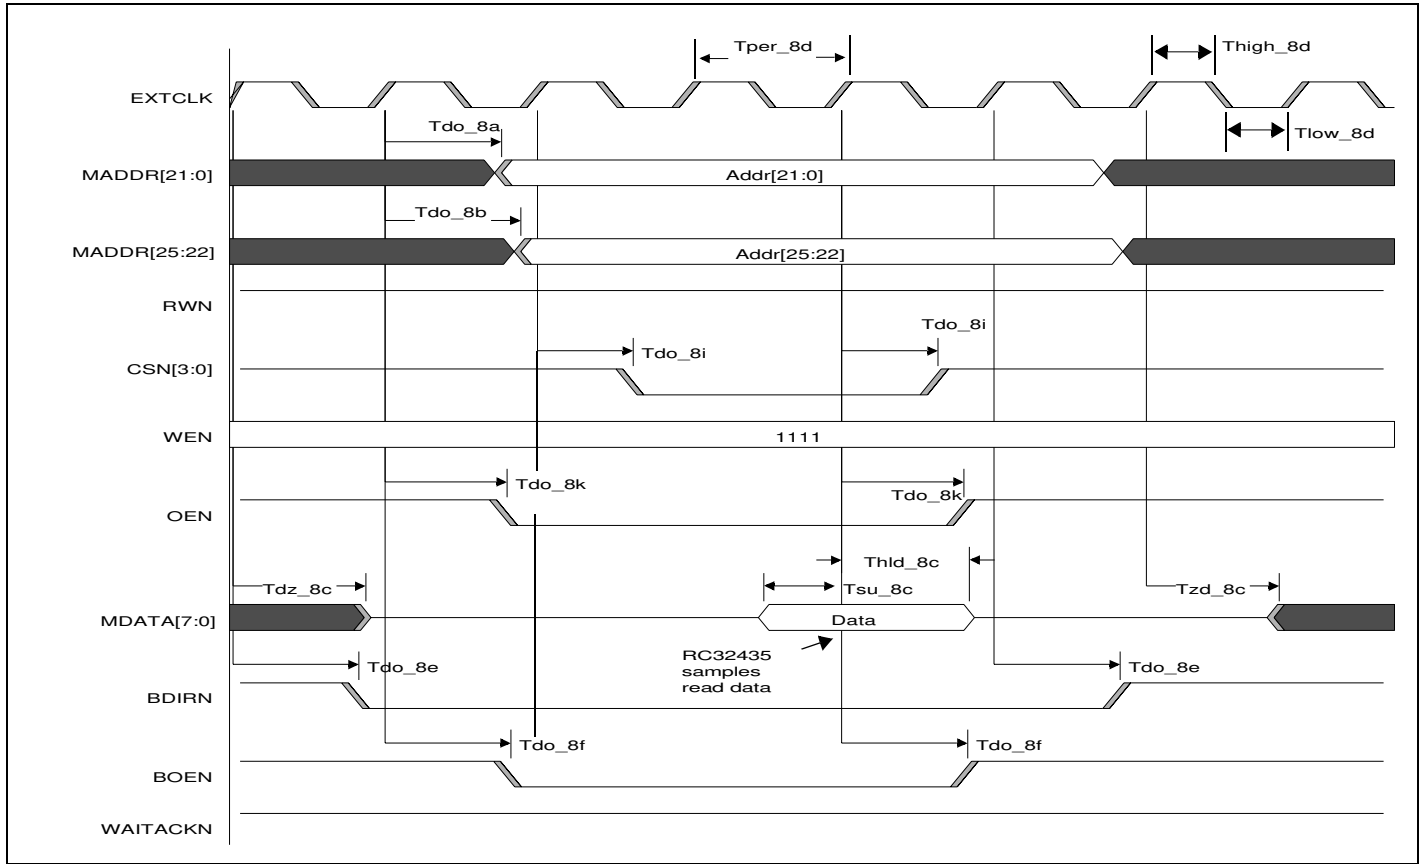 Tper_8d
Thigh_8d
EXTCLK
Tdo_8a
Tlow_8d
MADDR[21:0]
Addr[21:0]
Tdo_8b
MADDR[25:22]
Addr[25:22]
RWN
Tdo_8i
Tdo_8i
CSN[3:0]
WEN
1111
Tdo_8k
Tdo_8k
OEN
Thld_8c
Tdz_8c
Tsu_8c
Tzd_8c
MDATA[7:0]
Data
RC32435
samples
read data
Tdo_8e
Tdo_8e
BDIRN
Tdo_8f
Tdo_8f
BOEN
WAITACKN